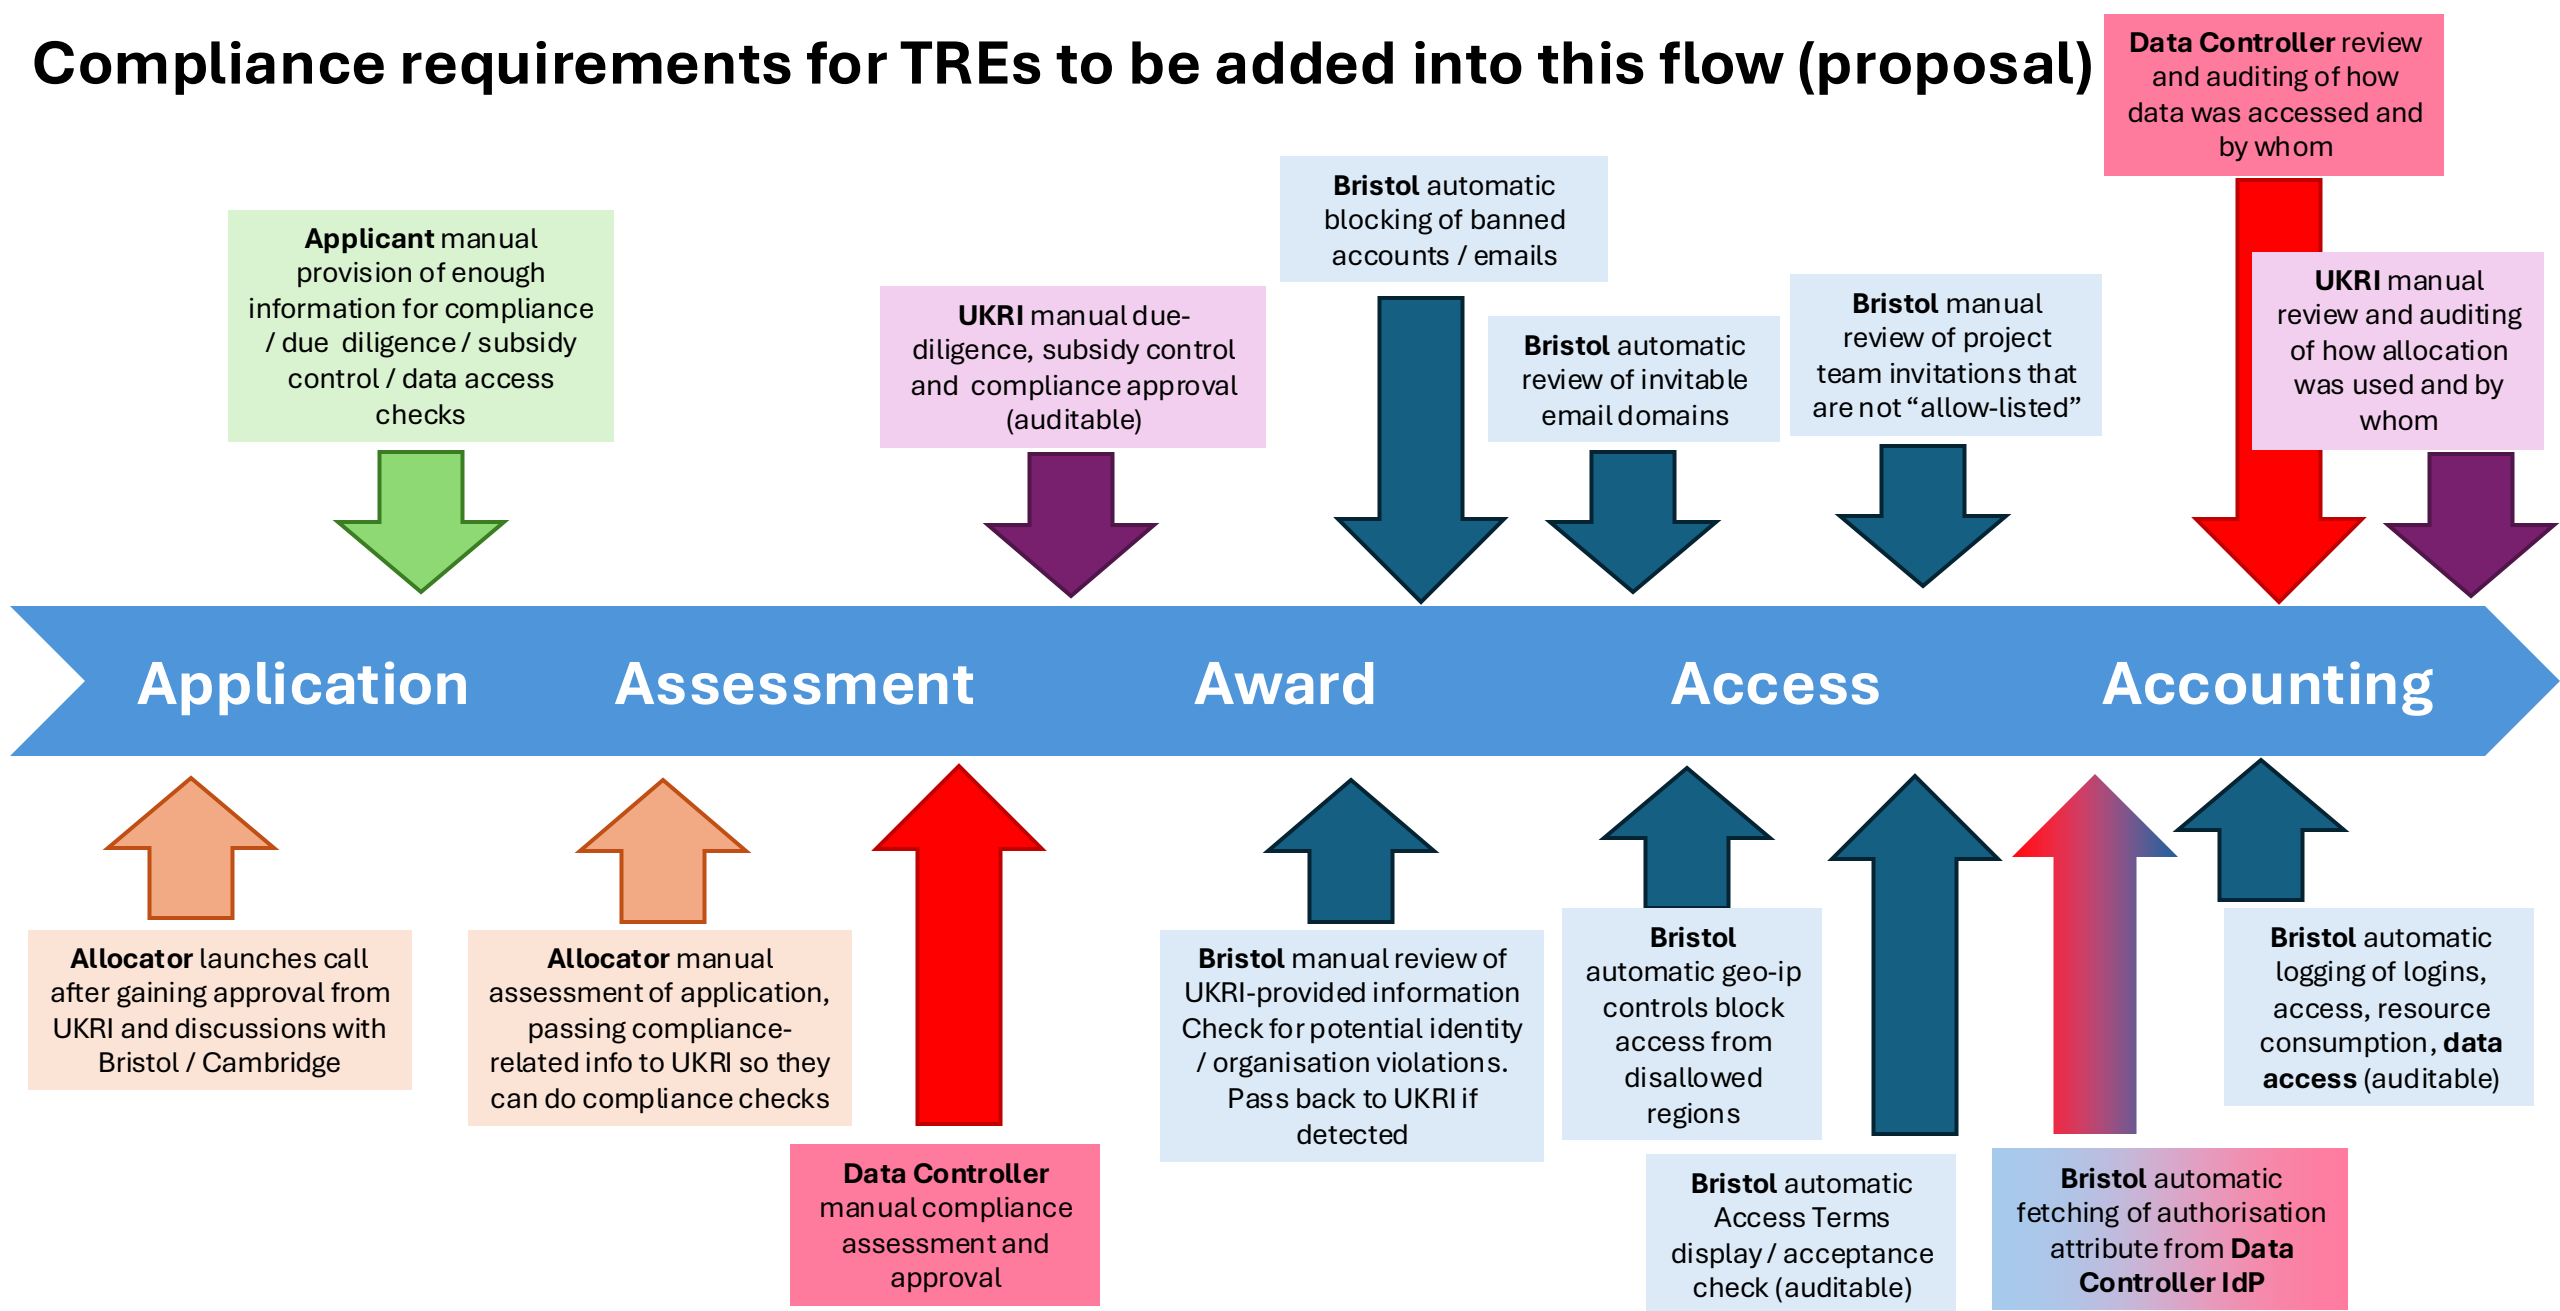 Compliance requirements for TREs to be added into this flow (proposal)
Data Controller review
and auditing of how
data was accessed and
by whom
Applicant manual
provision of enough
information for compliance
/ due diligence / subsidy
control / data access
checks
UKRI manual due-
diligence, subsidy control
and compliance approval
(auditable)
Bristol automatic
blocking of banned
accounts / emails
Bristol automatic
review of invitable
email domains
Bristol manual
review of project
team invitations that
are not “allow-listed”
UKRI manual
review and auditing
of how allocation
was used and by
whom
Application
Assessment
Award
Access
Accounting
Allocator launches call
after gaining approval from
UKRI and discussions with
Bristol / Cambridge
Allocator manual
assessment of application,
passing compliance-
related info to UKRI so they
can do compliance checks
Data Controller
manual compliance
assessment and
approval
Bristol manual review of
UKRI-provided information
Check for potential identity
/ organisation violations.
Pass back to UKRI if
detected
Bristol
automatic geo-ip
controls block
access from
disallowed
regions
Bristol automatic
Access Terms
display / acceptance
check (auditable)
Bristol automatic
fetching of authorisation
attribute from Data
Controller IdP
Bristol automatic
logging of logins,
access, resource
consumption, data
access (auditable)